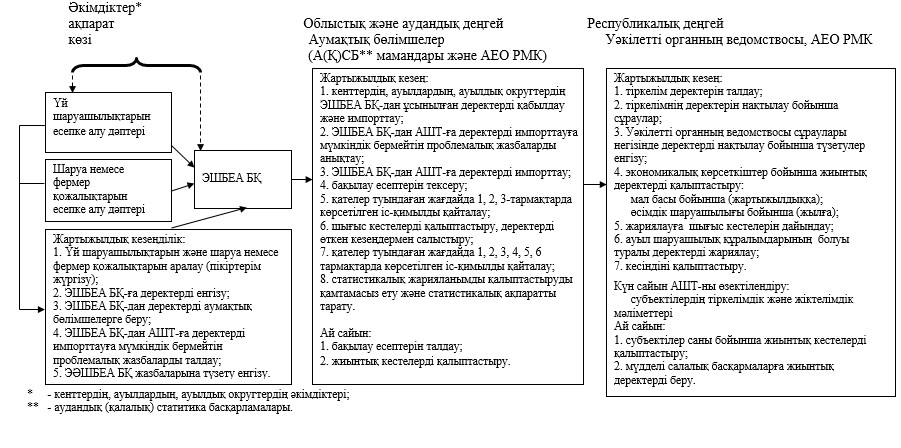 Әкімдіктер*
ақпарат
көзі
Облыстық және аудандық деңгей
Аумақтық бөлімшелер
(А(Қ)СБ** мамандары және АЕО РМК)
Республикалық деңгей
Уәкілетті органның ведомствосы, АЕО РМК
Үй
шаруашылықтарын
есепке алу дәптері
Шаруа немесе
фермер
қожалықтарын
есепке алу дәптері
ЭШБЕА БҚ
Жартыжылдық кезеңділік:
1. Үй шаруашылықтарын және шаруа немесе
фермер қожалықтарын аралау (пікіртерім
жүргізу);
2. ЭШБЕА БҚ-ға деректерді енгізу;
3. ЭШБЕА БҚ-дан деректерді аумақтық
бөлімшелерге беру;
4. ЭШБЕА БҚ-дан АШТ-ға деректерді
импорттауға мүмкіндік бермейтін
проблемалық жазбаларды талдау;
5. ЭӘШБЕА БҚ жазбаларына түзету енгізу.
Жартыжылдық кезең:
1. кенттердің, ауылдардың, ауылдық округтердің
ЭШБЕА БҚ-дан ұсынылған деректерді қабылдау
және импорттау;
2. ЭШБЕА БҚ-дан АШТ-ға деректерді импорттауға
мүмкіндік бермейтін проблемалық жазбаларды
анықтау;
3. ЭШБЕА БҚ-дан АШТ-ға деректерді импорттау;
4. бақылау есептерін тексеру;
5. қателер туындаған жағдайда 1, 2, 3-тармақтарда
көрсетілген іс-қимылды қайталау;
6. шығыс кестелерді қалыптастыру, деректерді
өткен кезеңдермен салыстыру;
7. қателер туындаған жағдайда 1, 2, 3, 4, 5, 6
тармақтарда көрсетілген іс-қимылды қайталау;
8. статистикалық жарияланымды қалыптастыруды
қамтамасыз ету және статистикалық ақпаратты
тарату.
Ай сайын:
1. бақылау есептерін талдау;
2. жиынтық кестелерді қалыптастыру.
Жартыжылдық кезең:
1. тіркелім деректерін талдау;
2. тіркелімнің деректерін нақтылау бойынша
сұраулар;
3. Уәкілетті органның ведомствосы сұраулары
негізінде деректерді нақтылау бойынша түзетулер
енгізу;
4. экономикалық көрсеткіштер бойынша жиынтық
деректерді қалыптастыру:
мал басы бойынша (жартыжылдыққа);
өсімдік шаруашылығы бойынша (жылға);
5. жариялауға шығыс кестелерін дайындау;
6. ауыл шаруашылық құралымдарының болуы
туралы деректерді жариялау;
7. кесіндіні қалыптастыру.
Күн сайын АШТ-ны өзектілендіру:
субъектілердің тіркелімдік және жіктелімдік
мәліметтері
Ай сайын:
1. субъектілер саны бойынша жиынтық кестелерді
қалыптастыру;
2. мүдделі салалық басқармаларға жиынтық
деректерді беру.
* - кенттердің, ауылдардың, ауылдық округтердің әкімдіктері;
** - аудандық (қалалық) статитика басқарламалары.